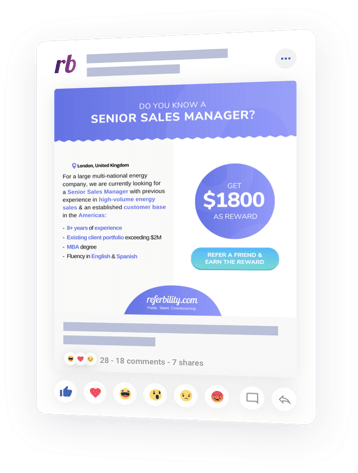 rb
DO YOU KNOW A
SENIOR SALES MANAGER?
London, United Kingdom
For a large multi-national energy
company, we are currently looking for
a Senior Sales Manager with previous
experience in high-volume energy
sales & an established customer base
in the Americas:
- 8+ years of experience
- Existing client portfolio exceeding $2M
- MBA degree
- Fluency in English & Spanish
GET
$1800
AS REWARD
REFER A FRIEND &
EARN THE REWARD
referbility.com
Public Talent Crowdsourcing
28 - 18 comments - 7 shares